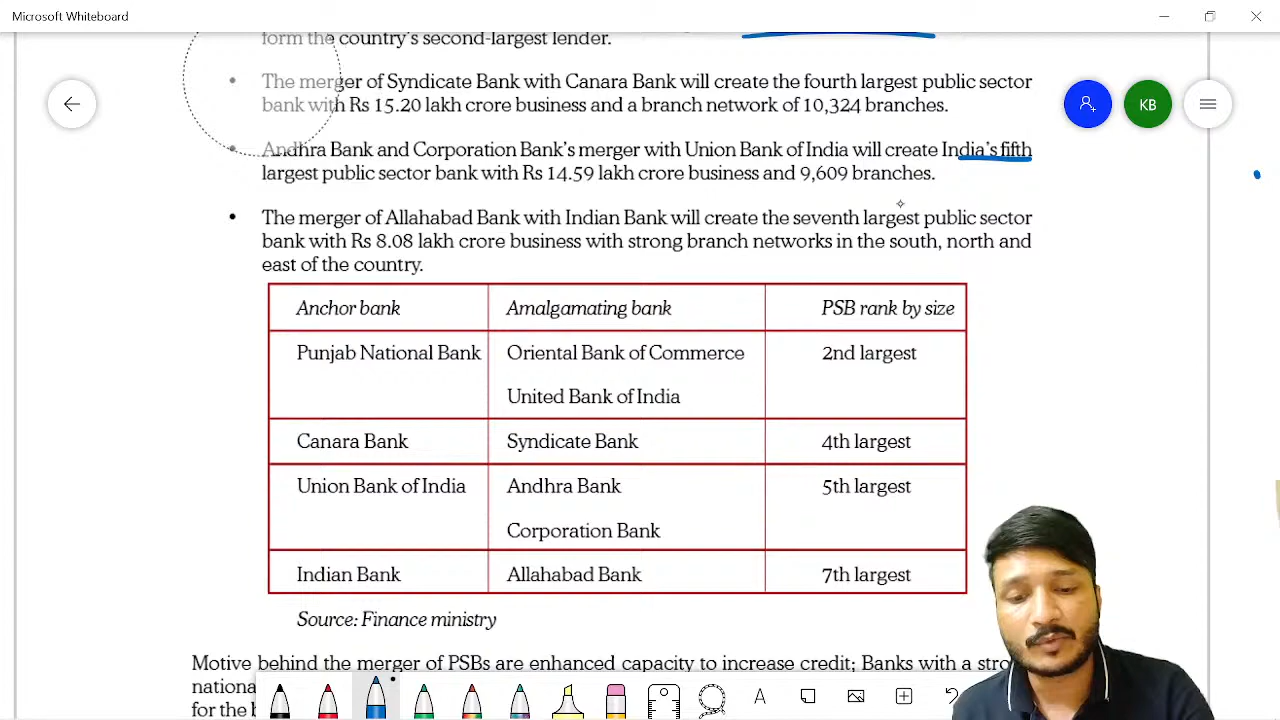 Microsoft Whiteboard
form the country's second-largest lender.
• The merger of Syndicate Bank with Canara Bank will create the fourth largest public sector
bank with Rs 15.20 lakh crore business and a branch network of 10,324 branches.
KB
• Andhra Bank and Corporation Bank's merger with Union Bank of India will create India's fifth
largest public sector bank with Rs 14.59 lakh crore business and 9,609 branches.
• The merger of Allahabad Bank with Indian Bank will create the seventh largest public sector
bank with Rs 8.08 lakh crore business with strong branch networks in the south, north and
east of the country.
Anchor bank Amalgamating bank PSB rank by size
Punjab National Bank Oriental Bank of Commerce 2nd largest
United Bank of India
Canara Bank Syndicate Bank 4th largest
Union Bank of India Andhra Bank 5th largest
Corporation Bank
Indian Bank Allahabad Bank 7th largest
Source: Finance ministry
Motive behind the merger of PSBs are enhanced capacity to increase credit; Banks with a
nationa
for the
A